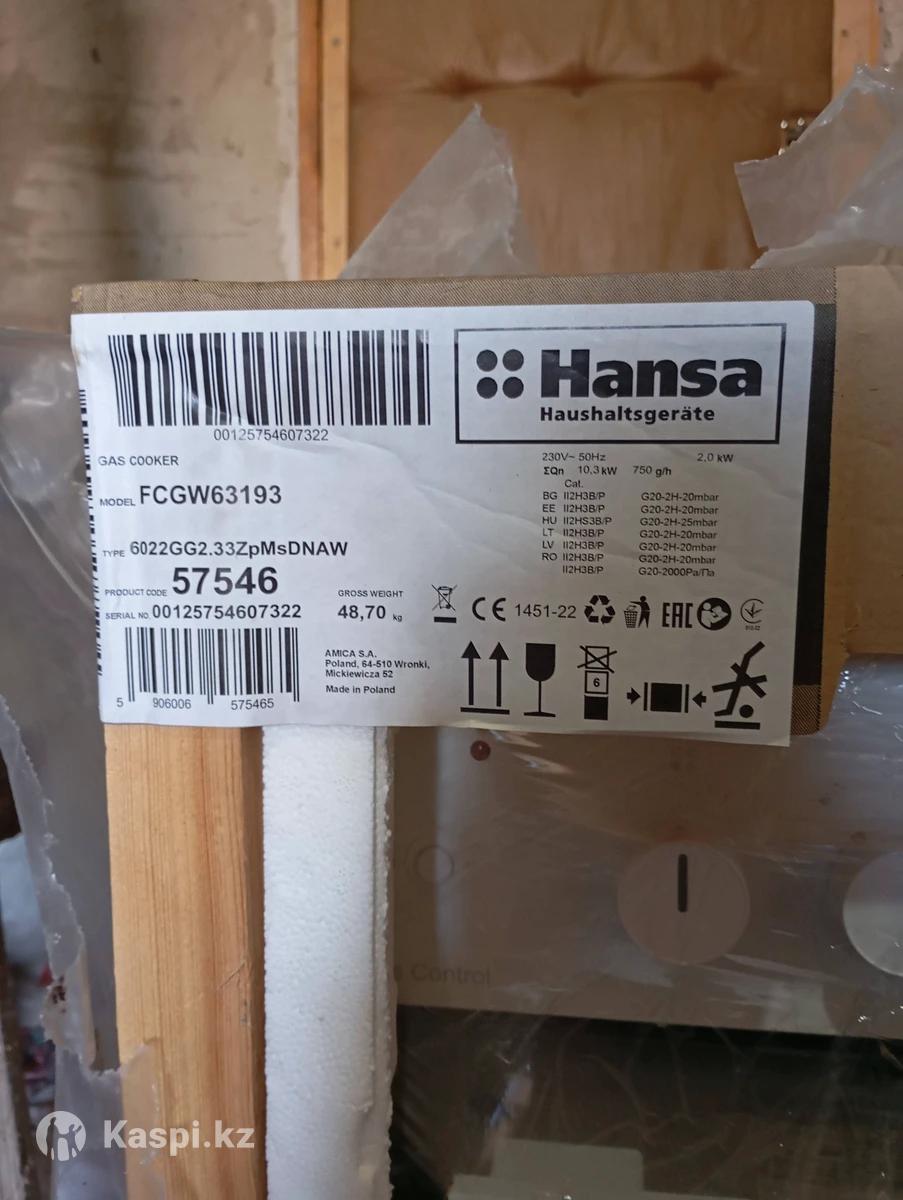 00125754607322
Hansa
Haushaltsgeräte
GAS COOKER
MODEL FCGW63193
TYPE 6022GG2.33ZpMsDNAW
PRODUCT CODE 57546
SERIAL NO. 00125754607322
GROSS WEIGHT
48,70 kg
230V~ 50Hz 2,0 kW
ΣQn 10,3 kW 750 g/h
Cat.
BG II2H3B/P G20-2H-20mbar
EE II2H3B/P G20-2H-20mbar
HU II2HS3B/P G20-2H-25mbar
LT II2H3B/P G20-2H-20mbar
LV II2H3B/P G20-2H-20mbar
RO II2H3B/P G20-2H-20mbar
II2H3B/P G20-2000Pa/Па
CE 1451-22 EAC
6
5 906006 575465
AMICA S.A.
Poland, 64-510 Wronki,
Mickiewicza 52
Made in Poland
Control
Kaspi.kz